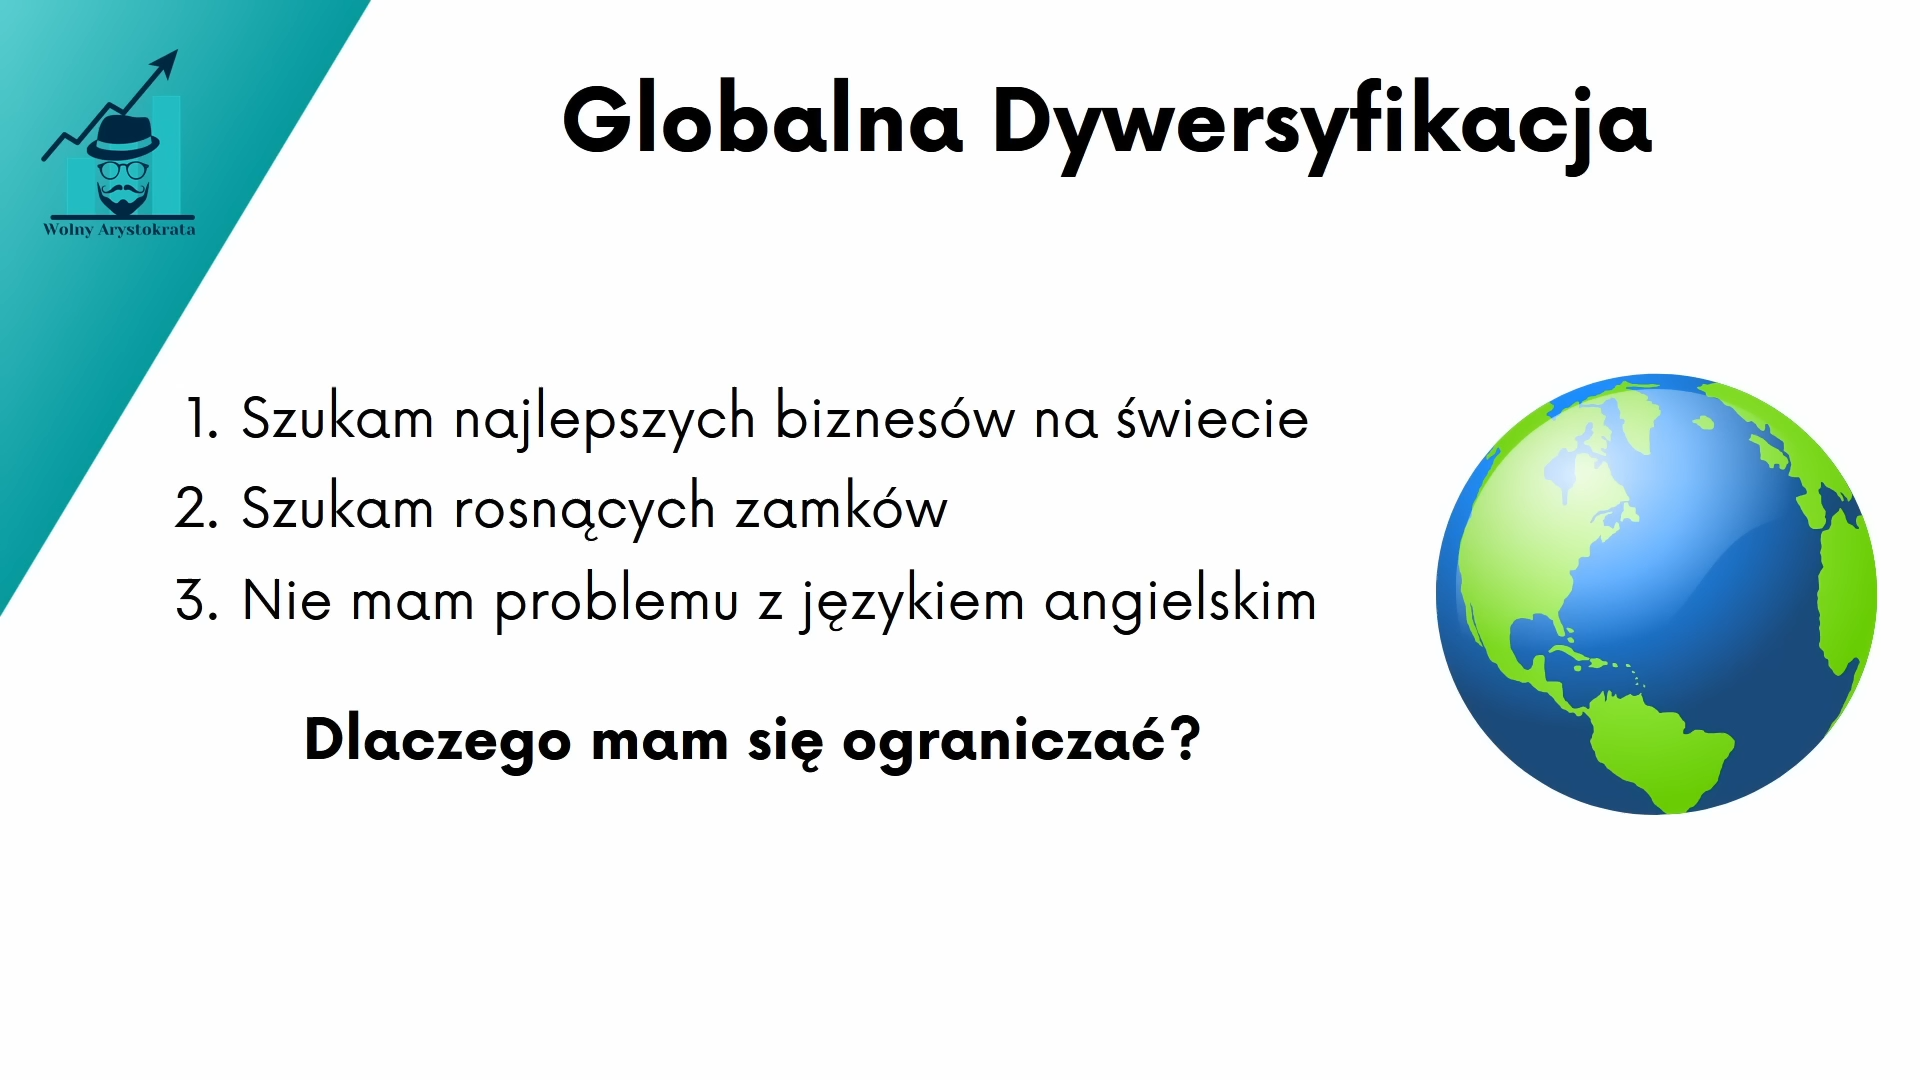 Wolny Arystokrata
Globalna Dywersyfikacja
1. Szukam najlepszych biznesów na świecie
2. Szukam rosnących zamków
3. Nie mam problemu z językiem angielskim
Dlaczego mam się ograniczać?